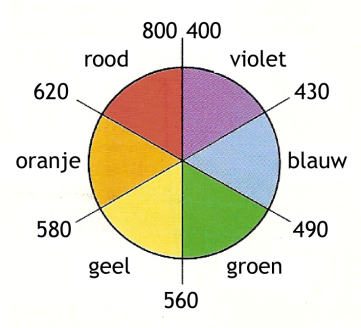 800 400
rood violet
620 430
oranje blauw
580 490
geel groen
560